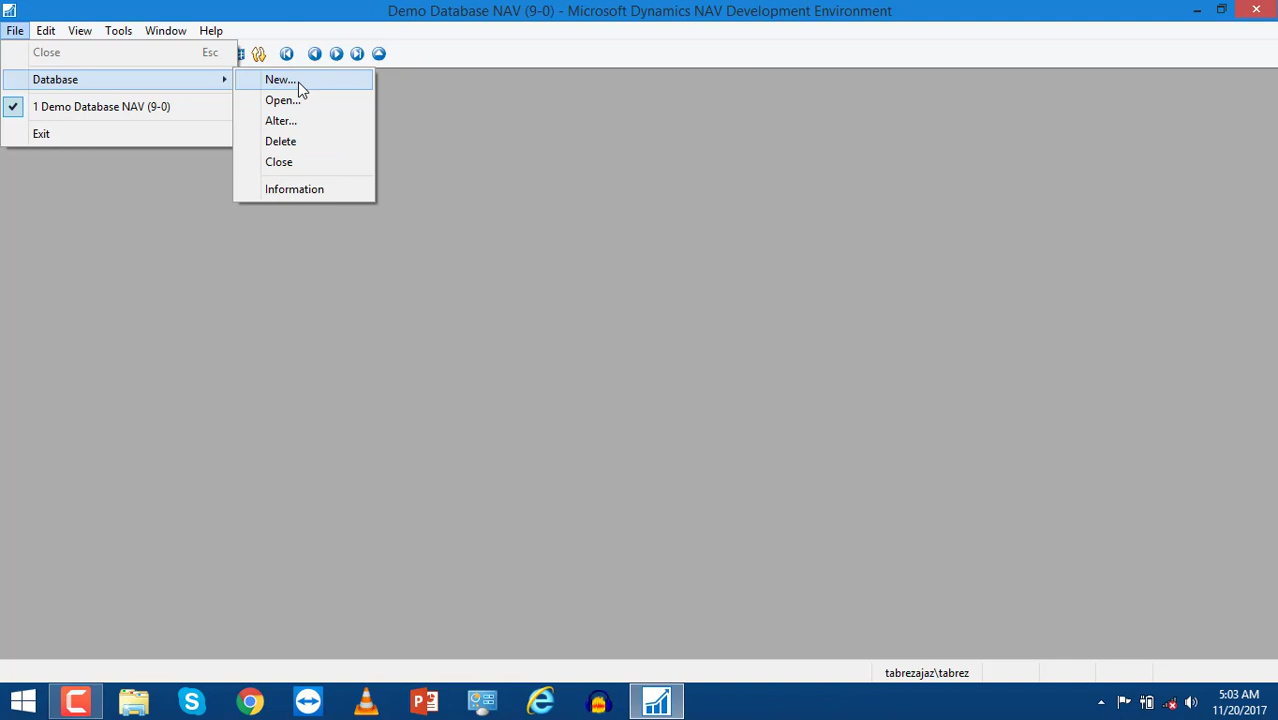 Demo Database NAV (9-0) - Microsoft Dynamics NAV Development Environment
File Edit View Tools Window Help
Close Esc
Database
New...
1 Demo Database NAV (9-0)
Open...
Alter...
Exit
Delete
Close
Information
tabrezajaz\tabrez
5:03 AM
11/20/2017